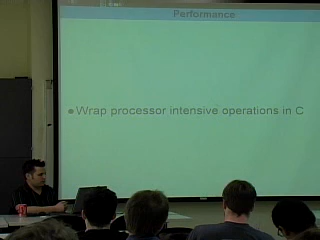 Performance
• Wrap processor intensive operations in C